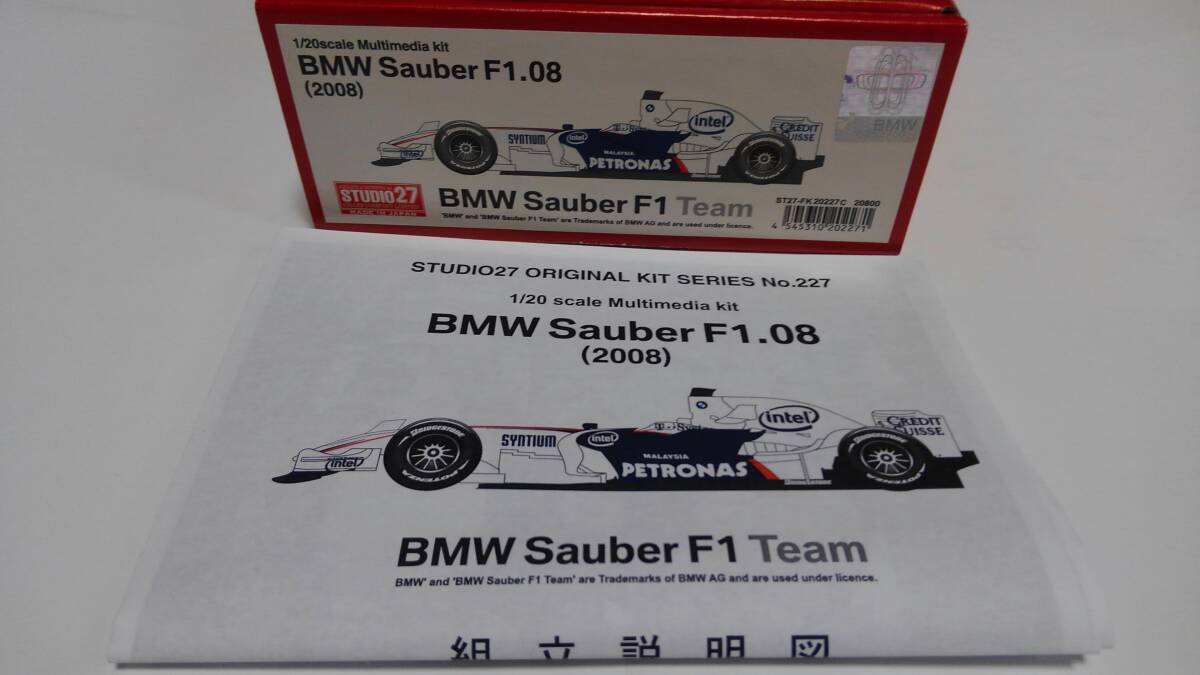 1/20scale Multimedia kit
BMW Sauber F1.08
(2008)
intel
CREDIT SUISSE
SYNTIUM
intel
MALAYSIA
PETRONAS
intel
BMW
STUDIO27
MADE IN JAPAN
BMW Sauber F1 Team
'BMW' and 'BMW Sauber F1 Team' are Trademarks of BMW AG and are used under licence.
ST27-FK20227C 20800
4 545310 202271
STUDIO27 ORIGINAL KIT SERIES No.227
1/20 scale Multimedia kit
BMW Sauber F1.08
(2008)
intel
CREDIT SUISSE
BRIDGESTONE
SYNTIUM
intel
BRIDGESTONE
MALAYSIA
PETRONAS
intel
POTENZA
BRIDGESTONE
BMW Sauber F1 Team
BMW' and 'BMW Sauber F1 Team' are Trademarks of BMW AG and are used under licence.
組立説明図